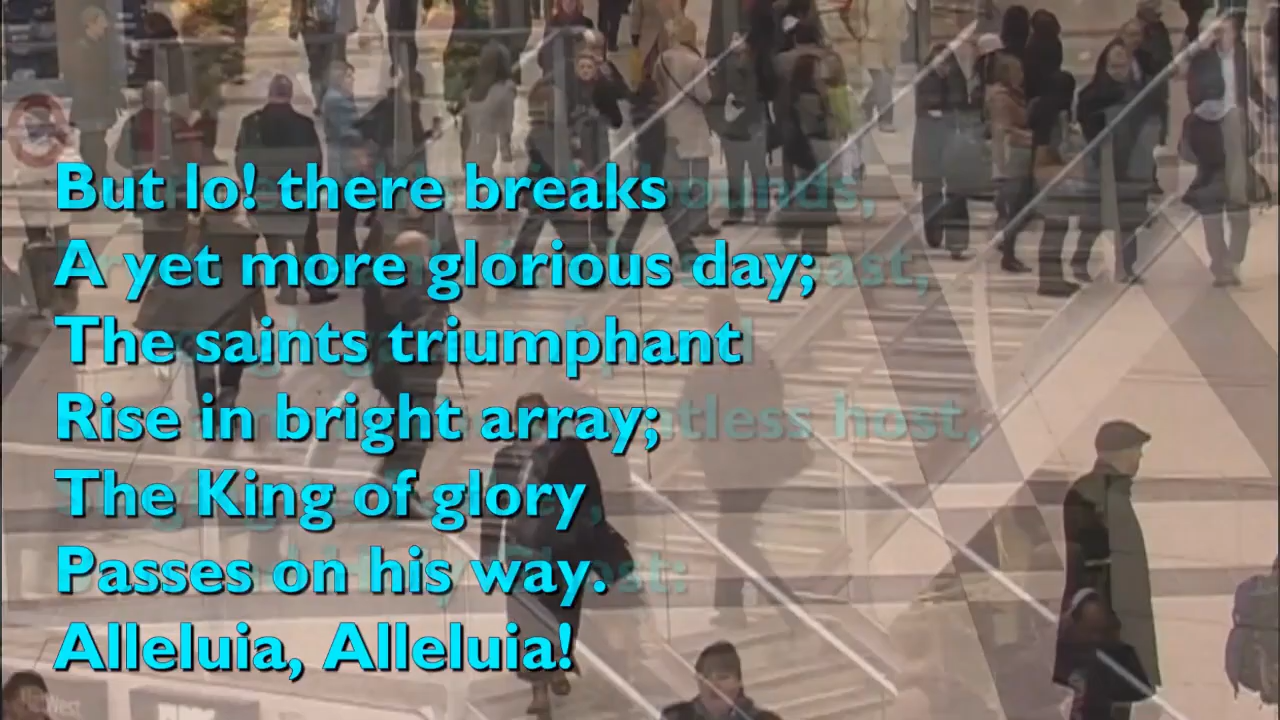 But lo! there breaks
A yet more glorious day;
The saints triumphant
Rise in bright array;
The King of glory
Passes on his way.
Alleluia, Alleluia!